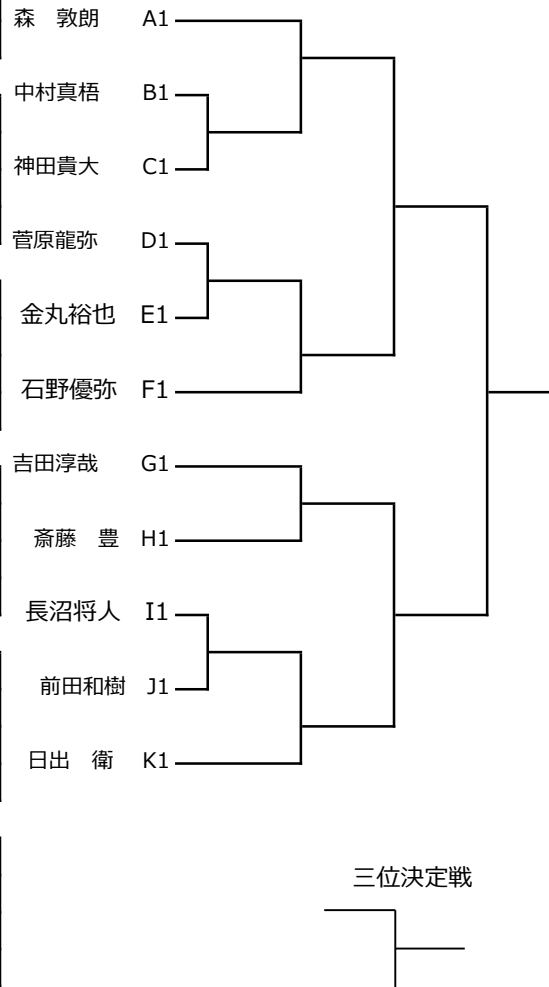 森　敦朗 A1
中村真梧 B1
神田貴大 C1
菅原龍弥 D1
金丸裕也 E1
石野優弥 F1
吉田淳哉 G1
斎藤　豊 H1
長沼将人 I1
前田和樹 J1
日出　衛 K1
三位決定戦